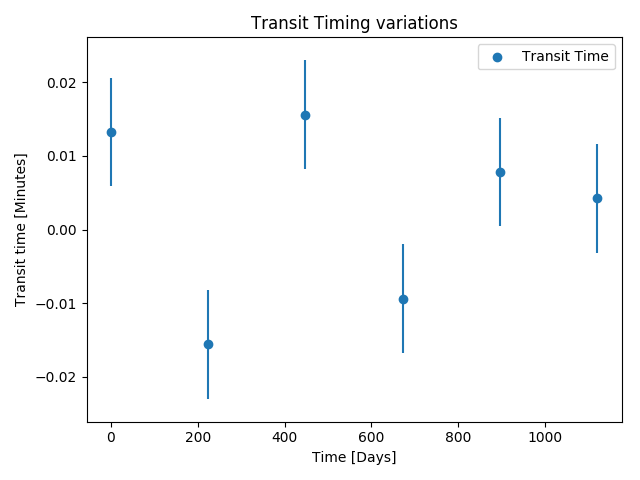 Transit Timing variations
Transit Time
Transit time [Minutes]
0.02
0.01
0.00
−0.01
−0.02
0
200
400
600
800
1000
Time [Days]